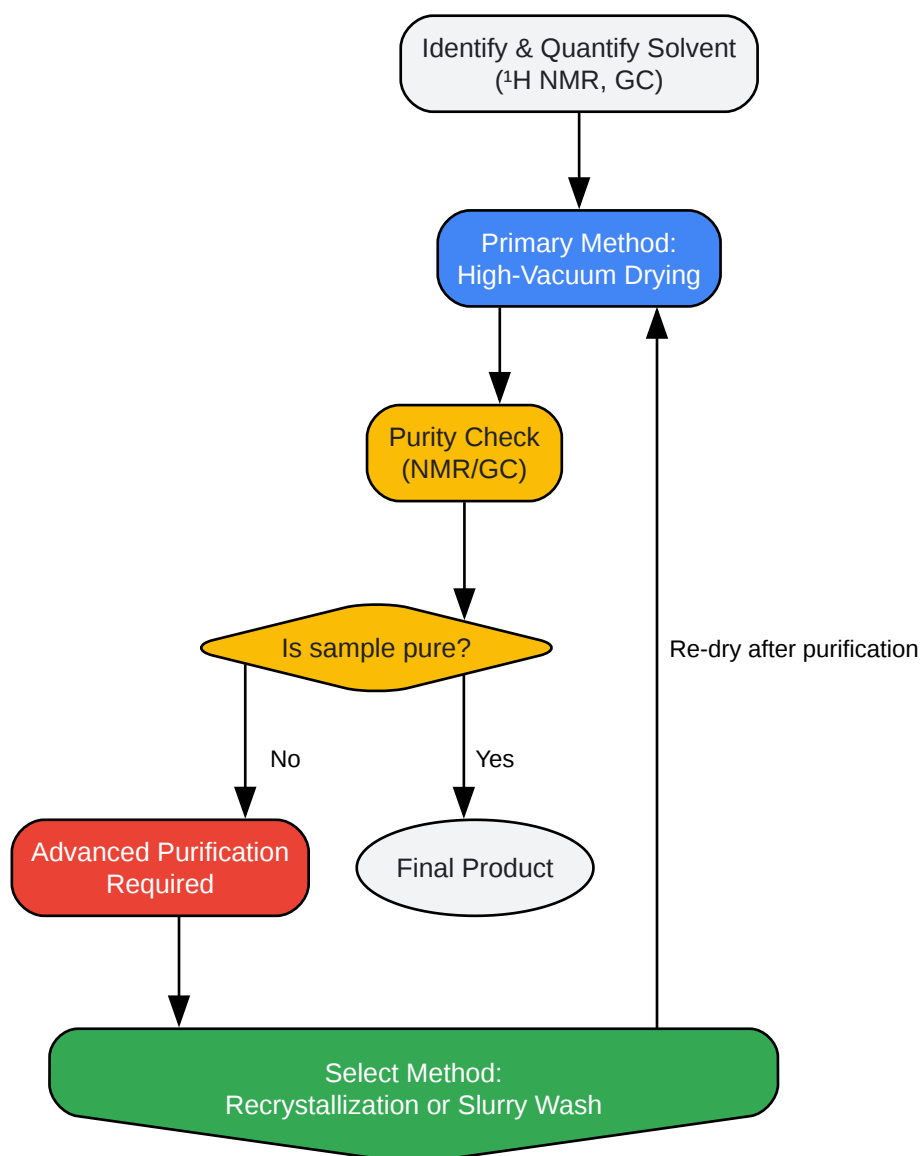 Identify & Quantify Solvent
(¹H NMR, GC)
Primary Method:
High-Vacuum Drying
Purity Check
(NMR/GC)
Is sample pure?
Re-dry after purification
No
Yes
Advanced Purification
Required
Final Product
Select Method:
Recrystallization or Slurry Wash